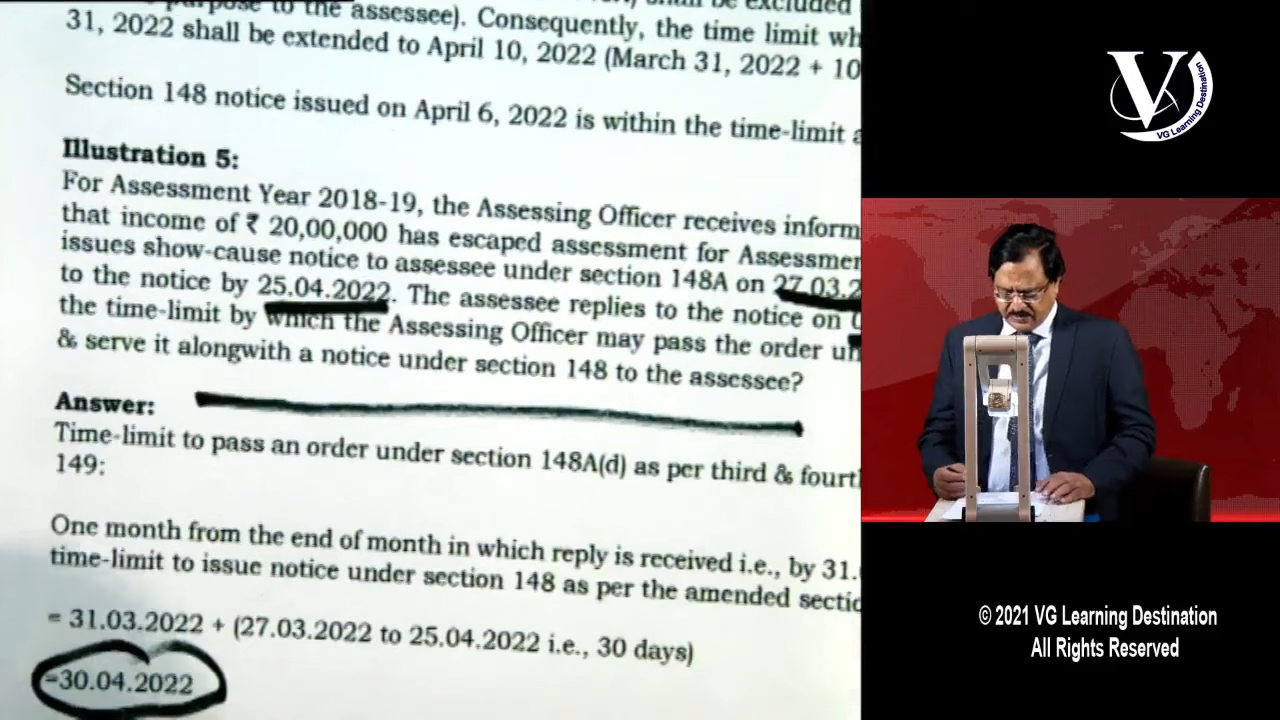 purpose to the assessee). Consequently, the time limit wh
31, 2022 shall be extended to April 10, 2022 (March 31, 2022 + 10
Section 148 notice issued on April 6, 2022 is within the time-limit a
Illustration 5:
For Assessment Year 2018-19, the Assessing Officer receives inform
that income of ₹ 20,00,000 has escaped assessment for Assessmen
issues show-cause notice to assessee under section 148A on 27.03.2
to the notice by 25.04.2022. The assessee replies to the notice on 0
the time-limit by which the Assessing Officer may pass the order un
& serve it alongwith a notice under section 148 to the assessee?
Answer:
Time-limit to pass an order under section 148A(d) as per third & fourth
149:
One month from the end of month in which reply is received i.e., by 31.
time-limit to issue notice under section 148 as per the amended sectio
= 31.03.2022 + (27.03.2022 to 25.04.2022 i.e., 30 days)
=30.04.2022
V
VG Learning Destination
© 2021 VG Learning Destination
All Rights Reserved